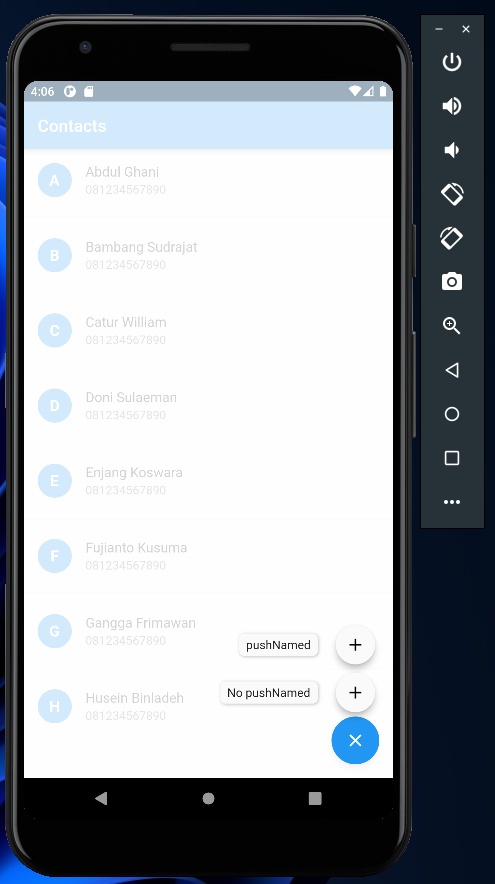 4:06
Contacts
A
Abdul Ghani
081234567890
B
Bambang Sudrajat
081234567890
C
Catur William
081234567890
D
Doni Sulaeman
081234567890
E
Enjang Koswara
081234567890
F
Fujianto Kusuma
081234567890
G
Gangga Frimawan
081234567890
pushNamed
No pushNamed
H
Husein Binladeh
081234567890